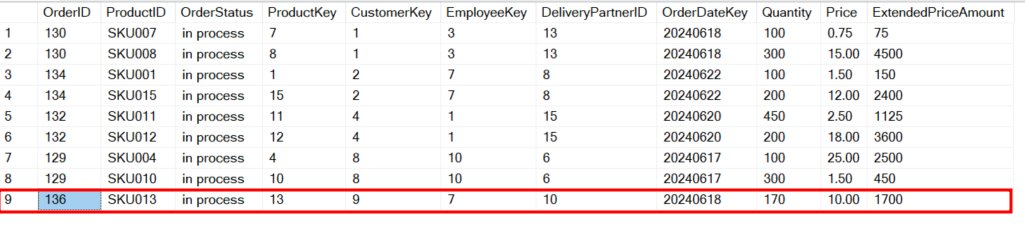 OrderID ProductID OrderStatus ProductKey CustomerKey EmployeeKey DeliveryPartnerID OrderDateKey Quantity Price ExtendedPriceAmount
1 130 SKU007 in process 7 1 3 13 20240618 100 0.75 75
2 130 SKU008 in process 8 1 3 13 20240618 300 15.00 4500
3 134 SKU001 in process 1 2 7 8 20240622 100 1.50 150
4 134 SKU015 in process 15 2 7 8 20240622 200 12.00 2400
5 132 SKU011 in process 11 4 1 15 20240620 450 2.50 1125
6 132 SKU012 in process 12 4 1 15 20240620 200 18.00 3600
7 129 SKU004 in process 4 8 10 6 20240617 100 25.00 2500
8 129 SKU010 in process 10 8 10 6 20240617 300 1.50 450
9 136 SKU013 in process 13 9 7 10 20240618 170 10.00 1700